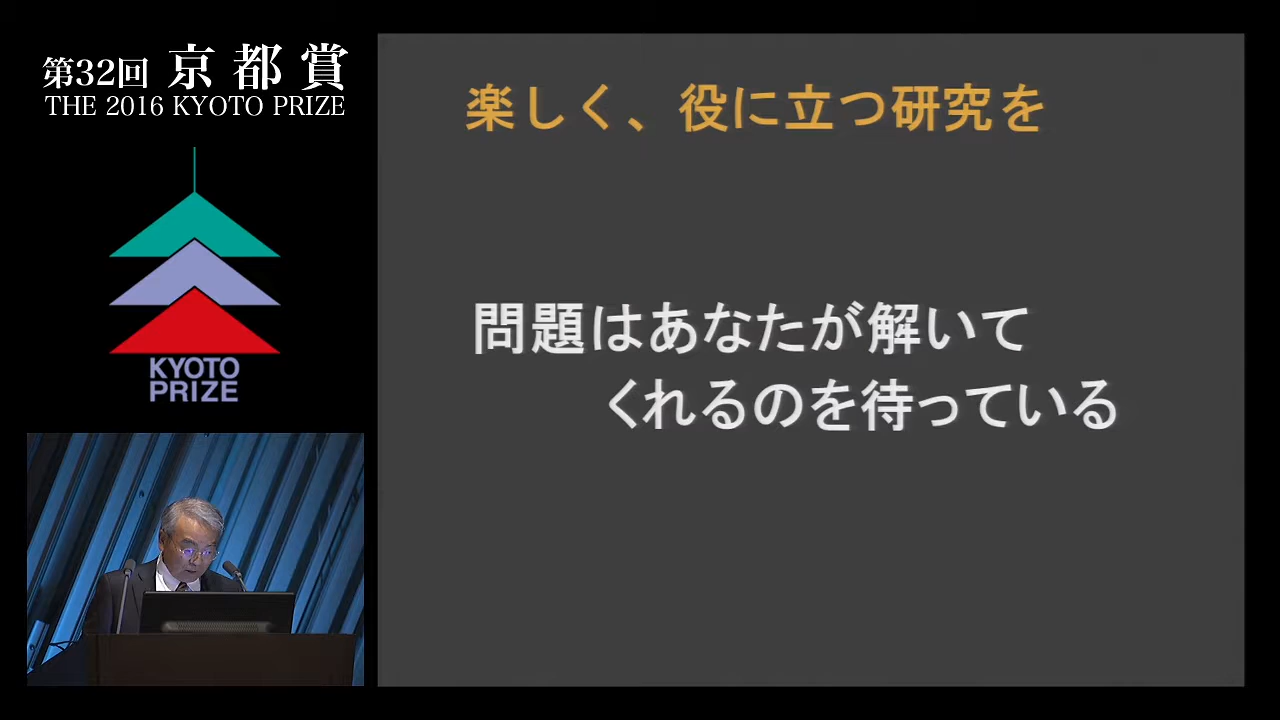 第32回 京都賞
THE 2016 KYOTO PRIZE
KYOTO
PRIZE
楽しく、役に立つ研究を
問題はあなたが解いて
くれるのを待っている